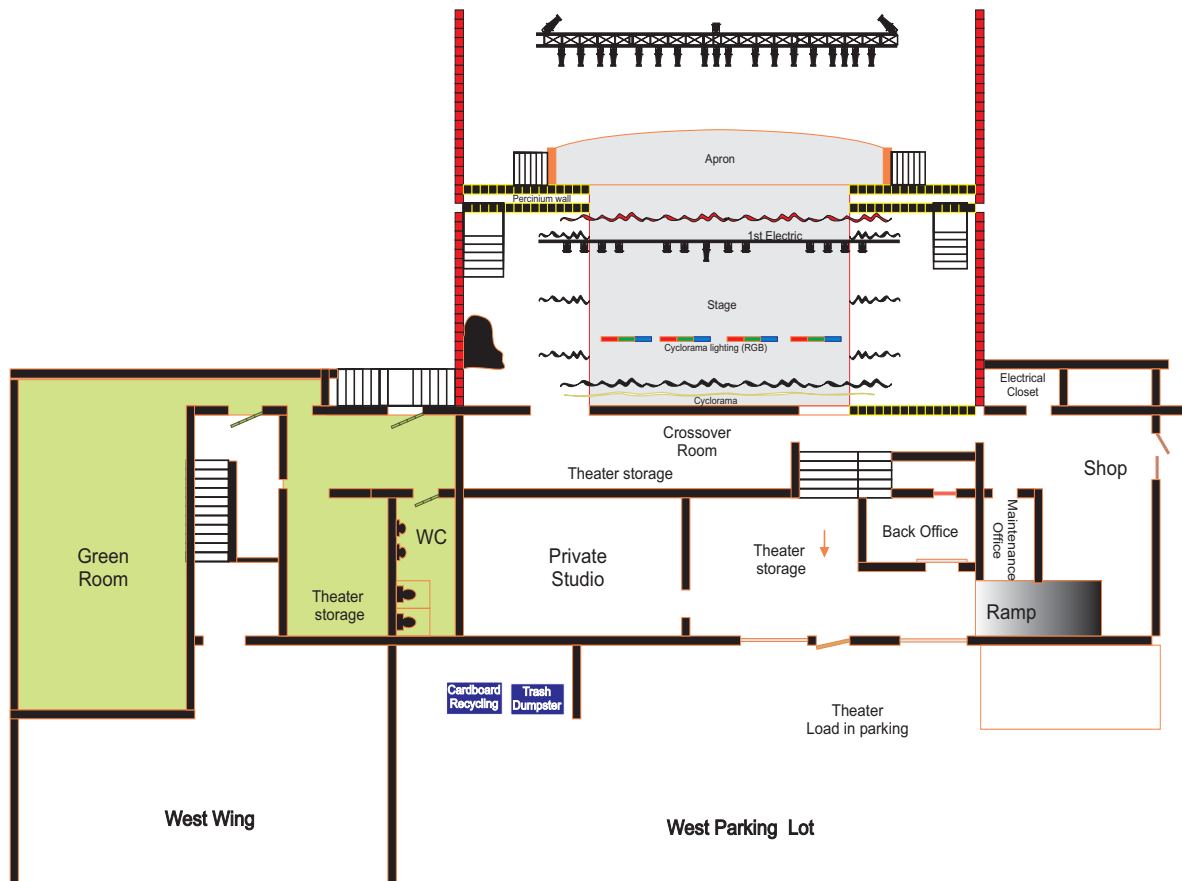 Apron
Percinium wall
1st Electric
Stage
Cyclorama lighting (RGB)
Cyclorama
Electrical
Closet
Crossover
Room
Theater storage
Shop
WC
Back Office
Maintenance
Office
Green
Room
Private
Studio
Theater
storage
Theater
storage
Ramp
Cardboard
Recycling
Trash
Dumpster
Theater
Load in parking
West Wing
West Parking Lot